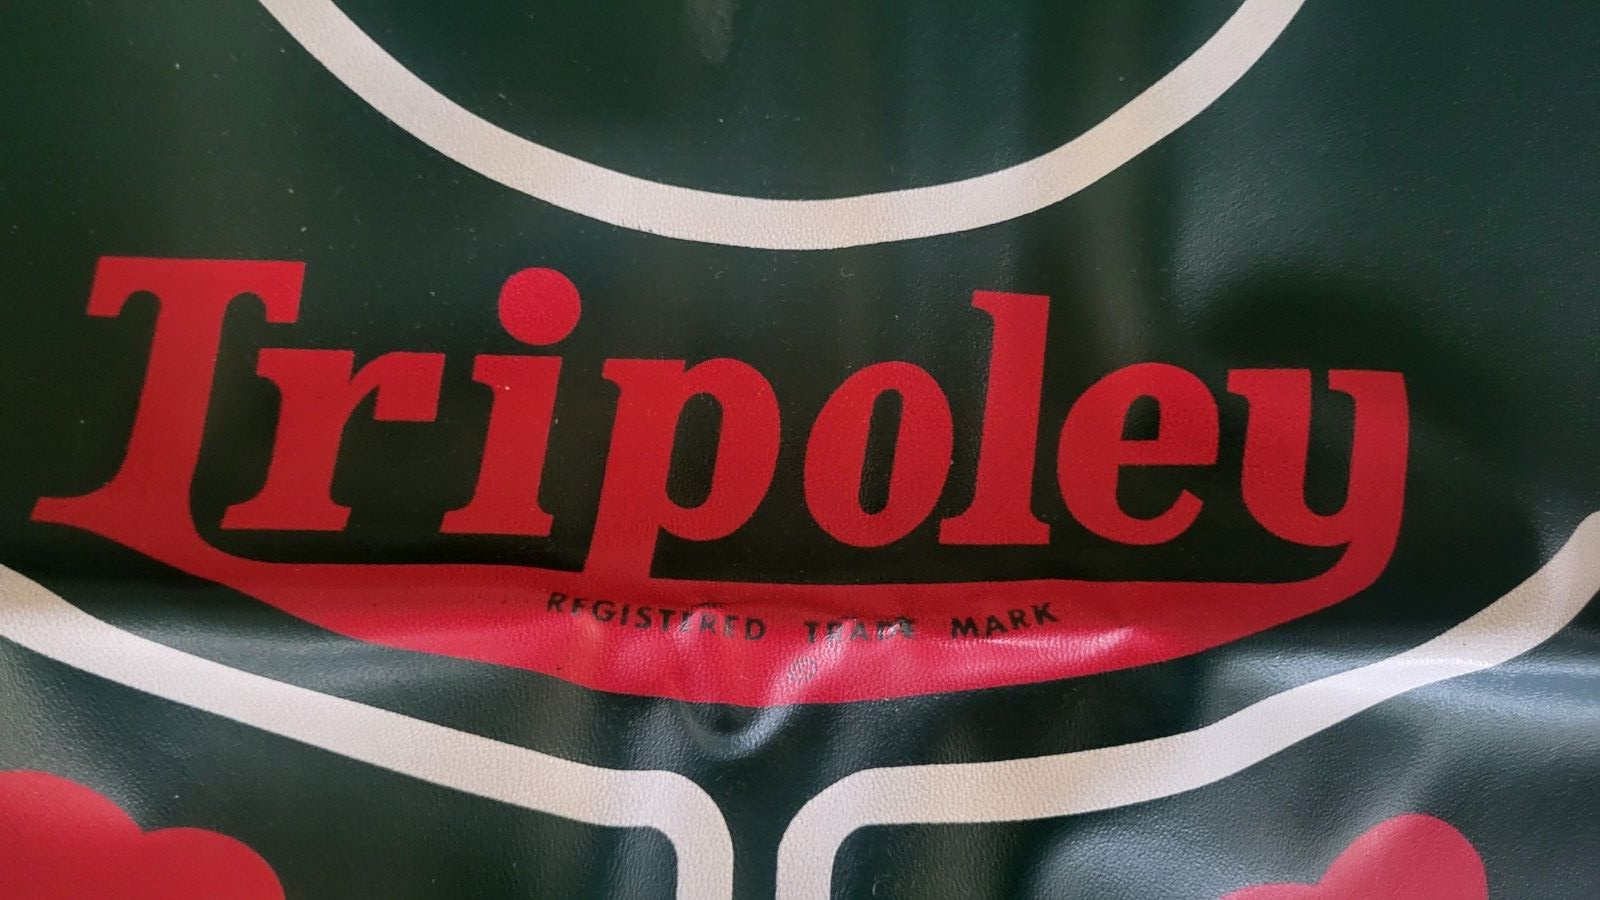 Tripoley
REGISTERED TRADE MARK
®